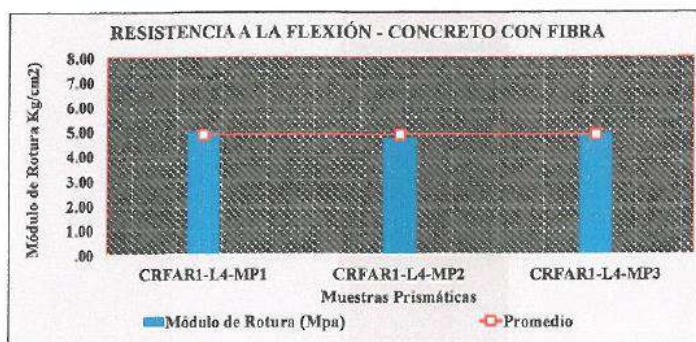 RESISTENCIA A LA FLEXIÓN - CONCRETO CON FIBRA
Módulo de Rotura Kg/cm2
8.00
7.00
6.00
5.00
4.00
3.00
2.00
1.00
.00
CRFAR1-L4-MP1 CRFAR1-L4-MP2 CRFAR1-L4-MP3
Muestras Prismáticas
Módulo de Rotura (Mpa) Promedio